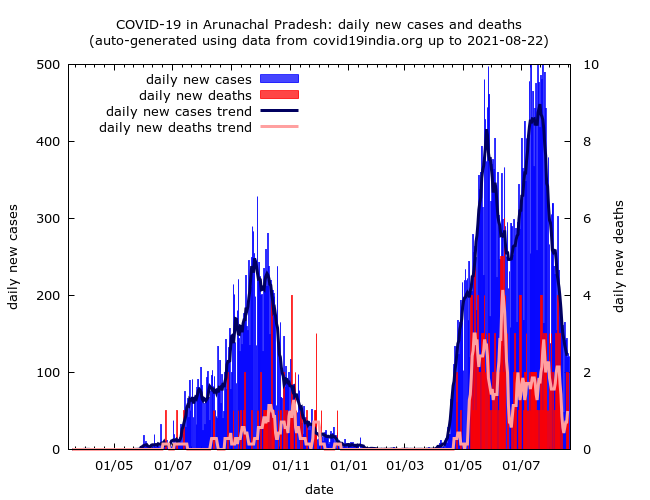 COVID-19 in Arunachal Pradesh: daily new cases and deaths
(auto-generated using data from covid19india.org up to 2021-08-22)
daily new cases
daily new deaths
daily new cases trend
daily new deaths trend
500
400
300
200
100
0
10
8
6
4
2
0
daily new cases
daily new deaths
01/05 01/07 01/09 01/11 01/01 01/03 01/05 01/07
date